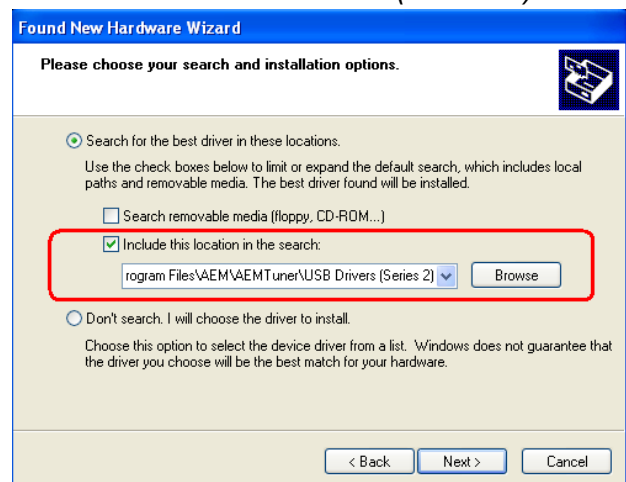 Found New Hardware Wizard
Please choose your search and installation options.
Search for the best driver in these locations.
Use the check boxes below to limit or expand the default search, which includes local
paths and removable media. The best driver found will be installed.
Search removable media (floppy, CD-ROM...)
Include this location in the search:
rogram Files\AEM\AEMTuner\USB Drivers (Series 2)
Browse
Don't search. I will choose the driver to install.
Choose this option to select the device driver from a list. Windows does not guarantee that
the driver you choose will be the best match for your hardware.
< Back
Next >
Cancel